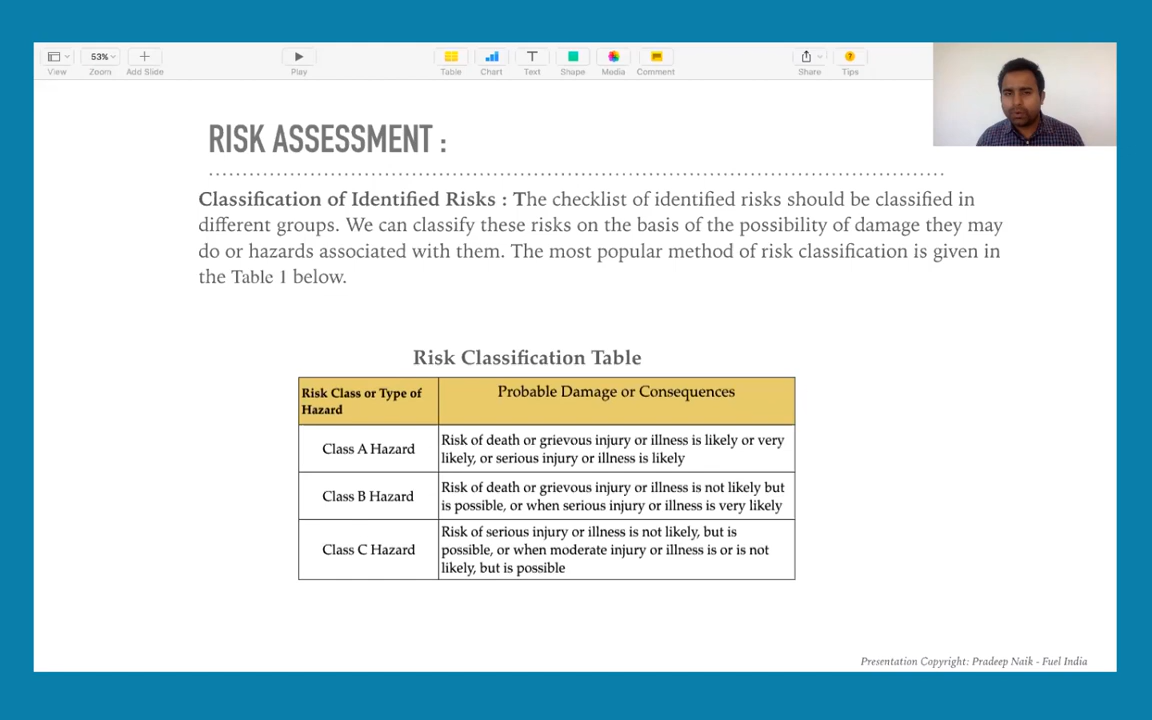 53%
View
Zoom
Add Slide
Play
Table
Chart
Text
Shape
Media
Comment
Share
Tips
RISK ASSESSMENT :
Classification of Identified Risks : The checklist of identified risks should be classified in
different groups. We can classify these risks on the basis of the possibility of damage they may
do or hazards associated with them. The most popular method of risk classification is given in
the Table 1 below.
Risk Classification Table
Risk Class or Type of
Hazard
Probable Damage or Consequences
Class A Hazard
Risk of death or grievous injury or illness is likely or very
likely, or serious injury or illness is likely
Class B Hazard
Risk of death or grievous injury or illness is not likely but
is possible, or when serious injury or illness is very likely
Class C Hazard
Risk of serious injury or illness is not likely, but is
possible, or when moderate injury or illness is or is not
likely, but is possible
Presentation Copyright: Pradeep Naik - Fuel India